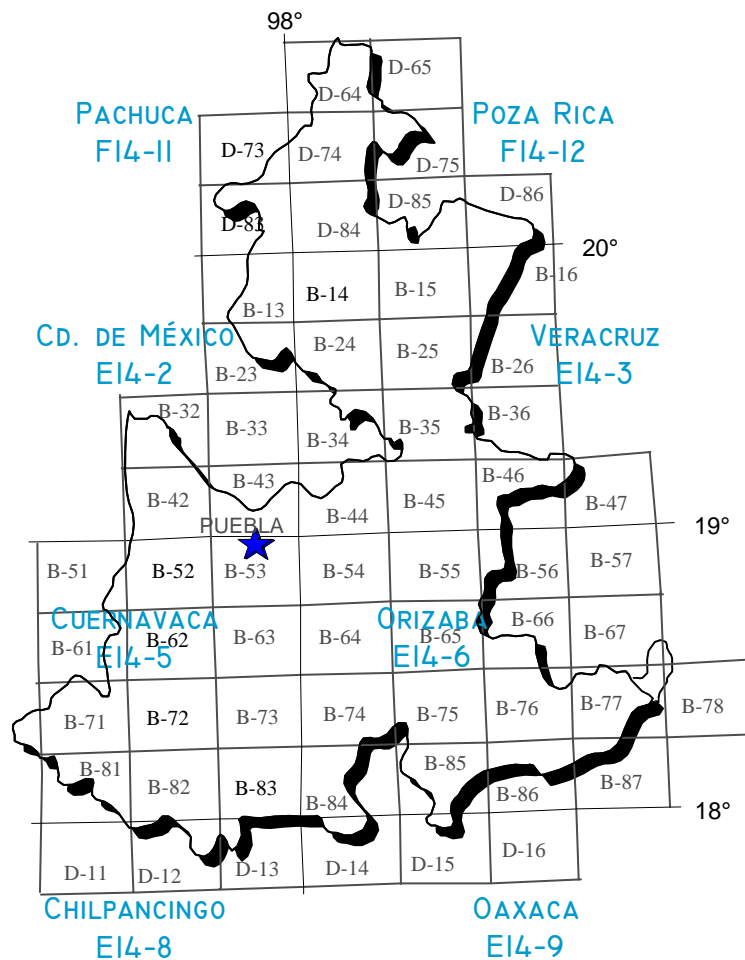 98°
D-65
D-64
PACHUCA
F14-11
POZA RICA
F14-12
D-73
D-74
D-75
D-83
D-84
D-85
D-86
20°
B-13
B-14
B-15
B-16
CD. DE MÉXICO
E14-2
VERACRUZ
E14-3
B-23
B-24
B-25
B-26
B-32
B-33
B-34
B-35
B-36
B-42
B-43
B-44
B-45
B-46
B-47
PUEBLA
19°
B-51
B-52
B-53
B-54
B-55
B-56
B-57
CUERNAVACA
E14-5
ORIZABA
E14-6
B-61
B-62
B-63
B-64
B-65
B-66
B-67
B-71
B-72
B-73
B-74
B-75
B-76
B-77
B-78
B-81
B-82
B-83
B-84
B-85
B-86
B-87
18°
D-11
D-12
D-13
D-14
D-15
D-16
CHILPANCINGO
E14-8
OAXACA
E14-9